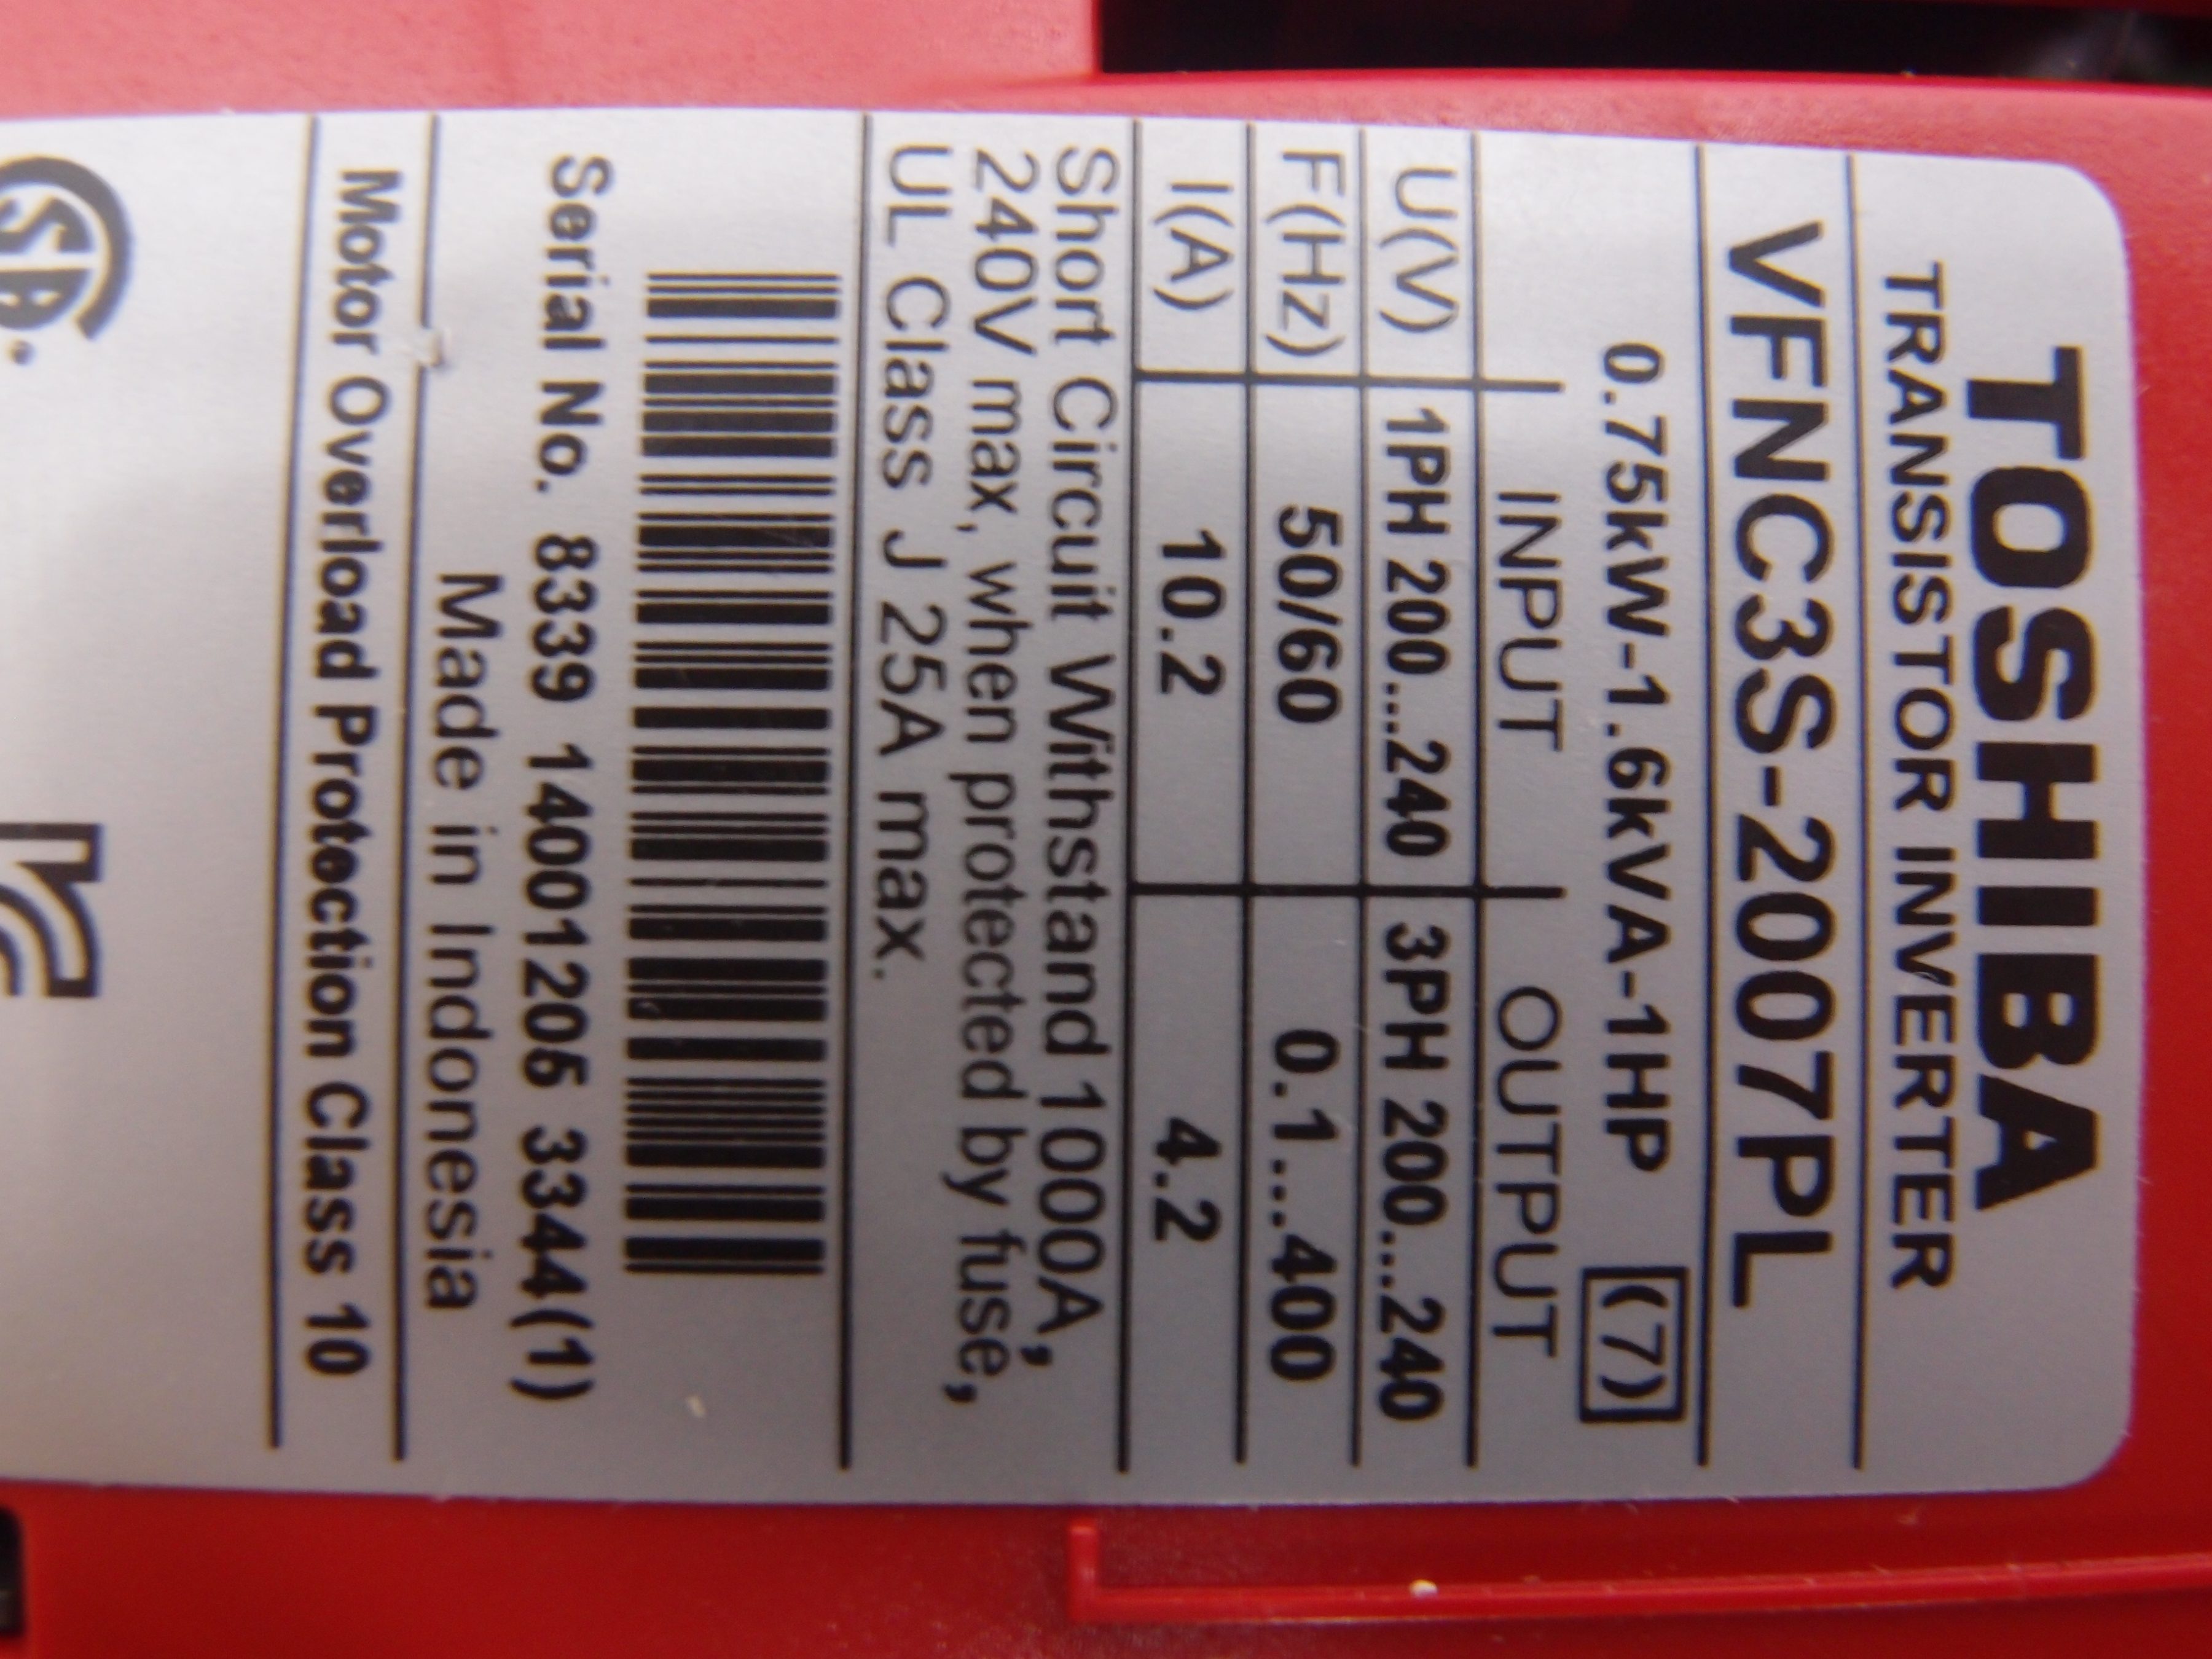 TOSHIBA
TRANSISTOR INVERTER
VFNC3S-2007PL
0.75kW-1.6kVA-1HP (7)
INPUT OUTPUT
U(V) 1PH 200...240 3PH 200...240
F(Hz) 50/60 0.1...400
I(A) 10.2 4.2
Short Circuit Withstand 1000A,
240V max, when protected by fuse,
UL Class J 25A max.
Serial No. 8339 14001205 3344(1)
Made in Indonesia
Motor Overload Protection Class 10